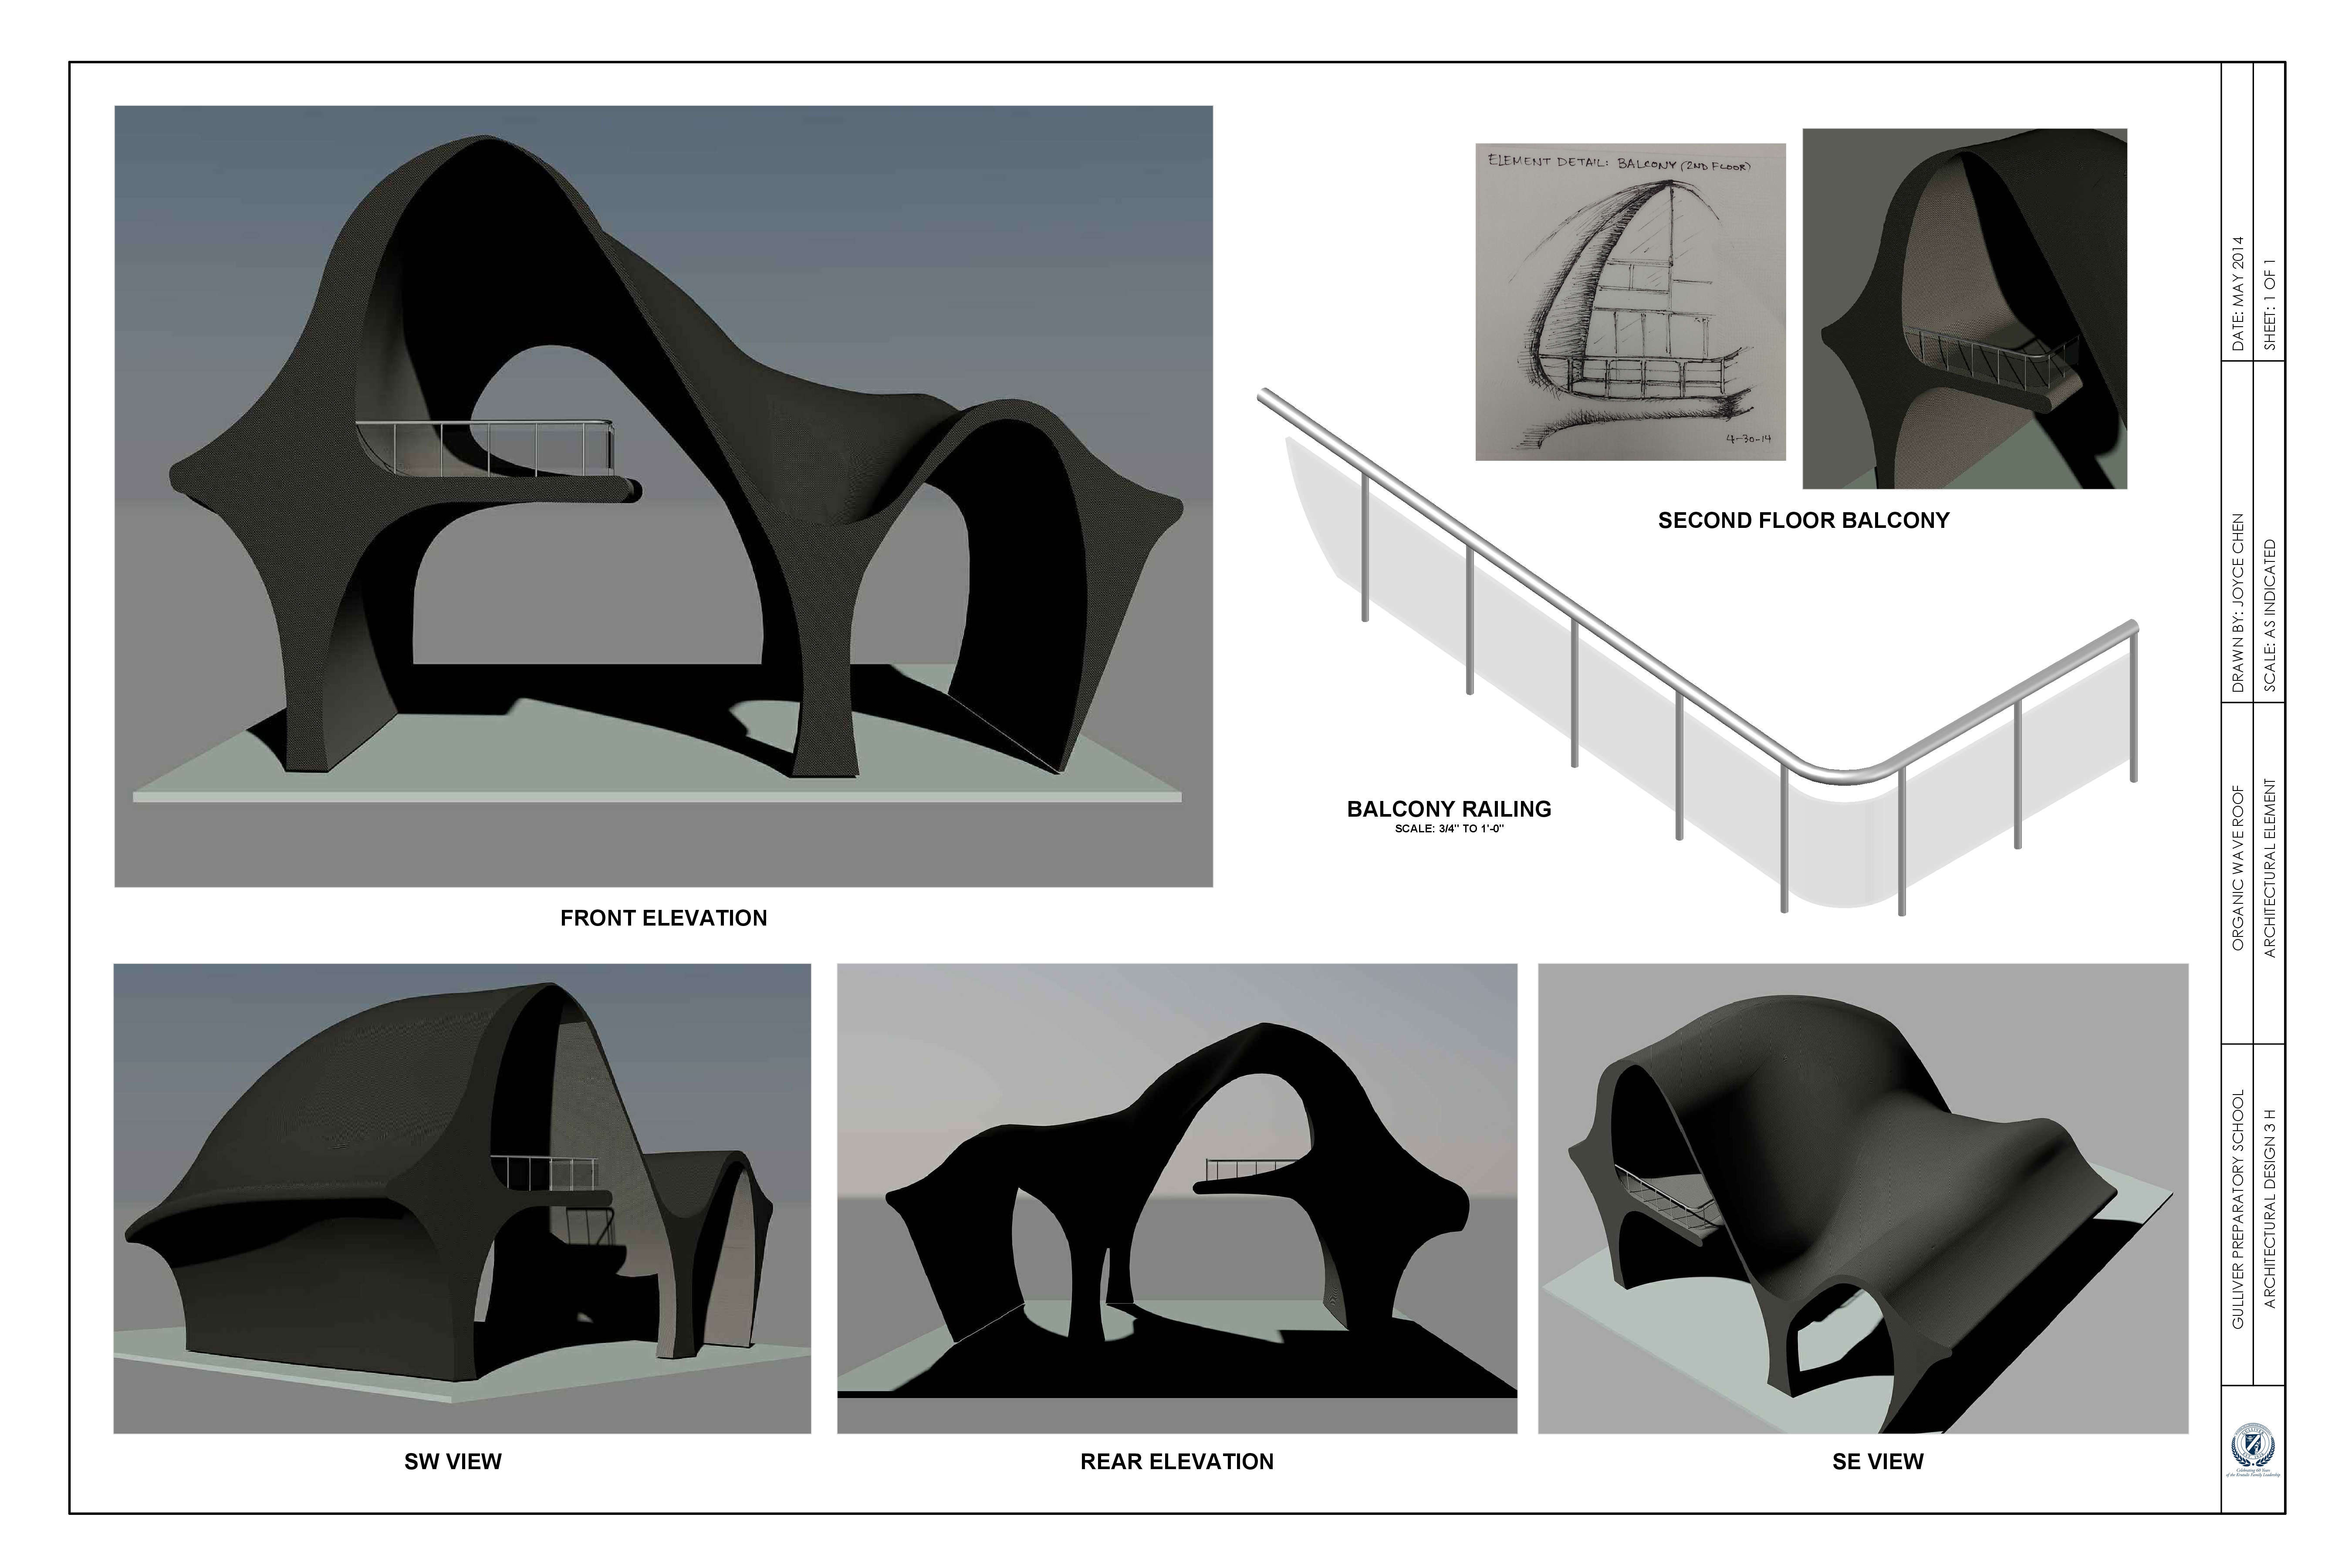 ELEMENT DETAIL: BALCONY (2ND FLOOR)
4-30-14
SECOND FLOOR BALCONY
BALCONY RAILING
SCALE: 3/4" TO 1'-0"
FRONT ELEVATION
SW VIEW
REAR ELEVATION
SE VIEW
DATE: MAY 2014
SHEET: 1 OF 1
DRAWN BY: JOYCE CHEN
SCALE: AS INDICATED
ORGANIC WAVE ROOF
ARCHITECTURAL ELEMENT
GULLIVER PREPARATORY SCHOOL
ARCHITECTURAL DESIGN 3 H